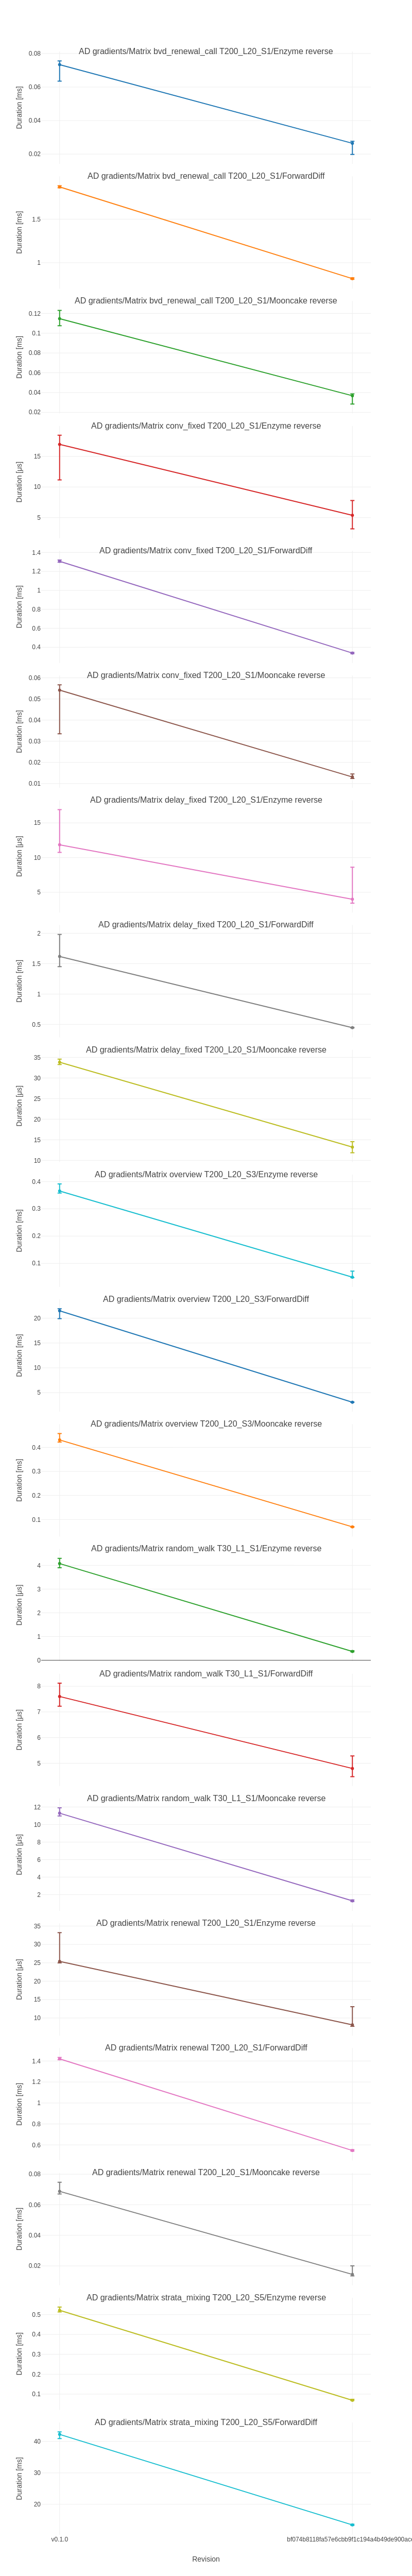 AD gradients/Matrix bvd_renewal_call T200_L20_S1/Enzyme reverse
Duration [ms]
0.08
0.06
0.04
0.02
AD gradients/Matrix bvd_renewal_call T200_L20_S1/ForwardDiff
Duration [ms]
1.5
1
AD gradients/Matrix bvd_renewal_call T200_L20_S1/Mooncake reverse
Duration [ms]
0.12
0.1
0.08
0.06
0.04
0.02
AD gradients/Matrix conv_fixed T200_L20_S1/Enzyme reverse
Duration [µs]
15
10
5
AD gradients/Matrix conv_fixed T200_L20_S1/ForwardDiff
Duration [ms]
1.4
1.2
1
0.8
0.6
0.4
AD gradients/Matrix conv_fixed T200_L20_S1/Mooncake reverse
Duration [ms]
0.06
0.05
0.04
0.03
0.02
0.01
AD gradients/Matrix delay_fixed T200_L20_S1/Enzyme reverse
Duration [µs]
15
10
5
AD gradients/Matrix delay_fixed T200_L20_S1/ForwardDiff
Duration [ms]
2
1.5
1
0.5
AD gradients/Matrix delay_fixed T200_L20_S1/Mooncake reverse
Duration [µs]
35
30
25
20
15
10
AD gradients/Matrix overview T200_L20_S3/Enzyme reverse
Duration [ms]
0.4
0.3
0.2
0.1
AD gradients/Matrix overview T200_L20_S3/ForwardDiff
Duration [ms]
20
15
10
5
AD gradients/Matrix overview T200_L20_S3/Mooncake reverse
Duration [ms]
0.4
0.3
0.2
0.1
AD gradients/Matrix random_walk T30_L1_S1/Enzyme reverse
Duration [µs]
4
3
2
1
0
AD gradients/Matrix random_walk T30_L1_S1/ForwardDiff
Duration [µs]
8
7
6
5
AD gradients/Matrix random_walk T30_L1_S1/Mooncake reverse
Duration [µs]
12
10
8
6
4
2
AD gradients/Matrix renewal T200_L20_S1/Enzyme reverse
Duration [µs]
35
30
25
20
15
10
AD gradients/Matrix renewal T200_L20_S1/ForwardDiff
Duration [ms]
1.4
1.2
1
0.8
0.6
AD gradients/Matrix renewal T200_L20_S1/Mooncake reverse
Duration [ms]
0.08
0.06
0.04
0.02
AD gradients/Matrix strata_mixing T200_L20_S5/Enzyme reverse
Duration [ms]
0.5
0.4
0.3
0.2
0.1
AD gradients/Matrix strata_mixing T200_L20_S5/ForwardDiff
Duration [ms]
40
30
20
v0.1.0
Revision